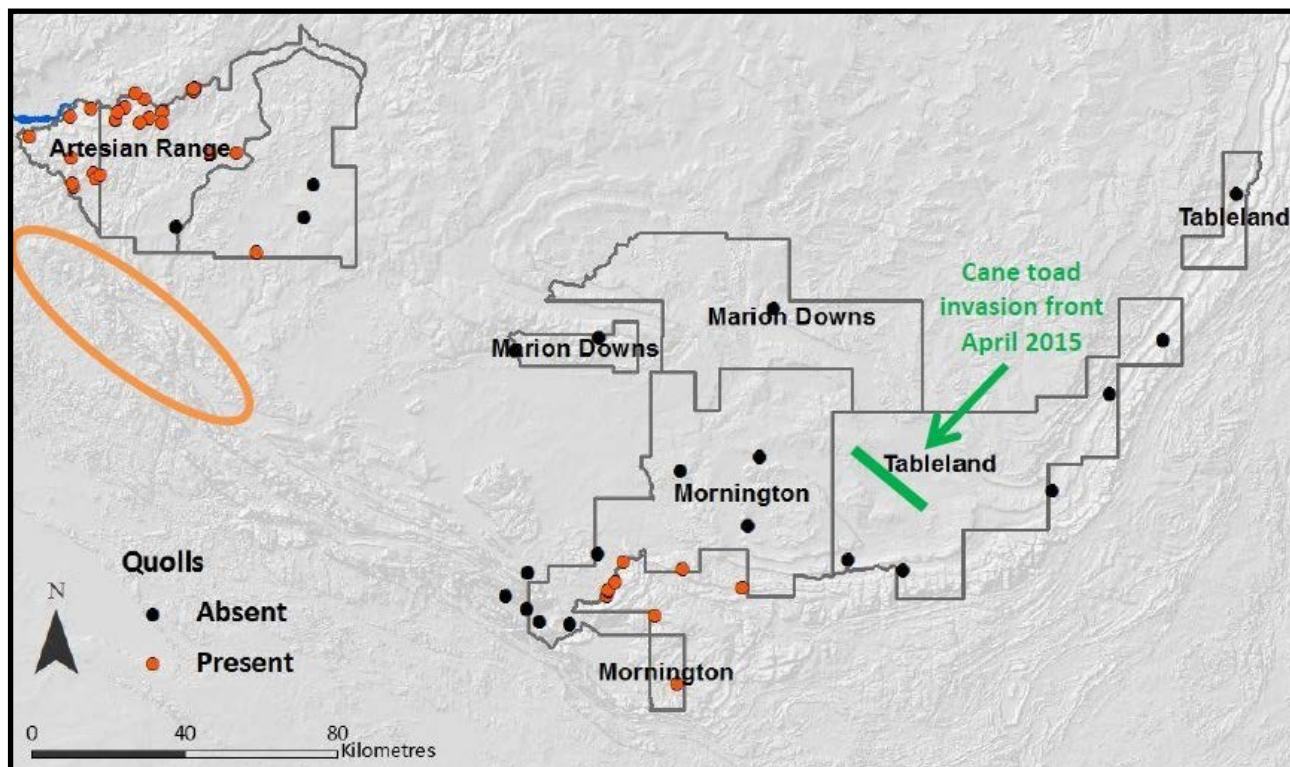 Artesian Range
Tableland
Cane toad
invasion front
April 2015
Marion Downs
Marion Downs
Tableland
Mornington
Quolls
N
Absent
Present
Mornington
0 40 80
Kilometres